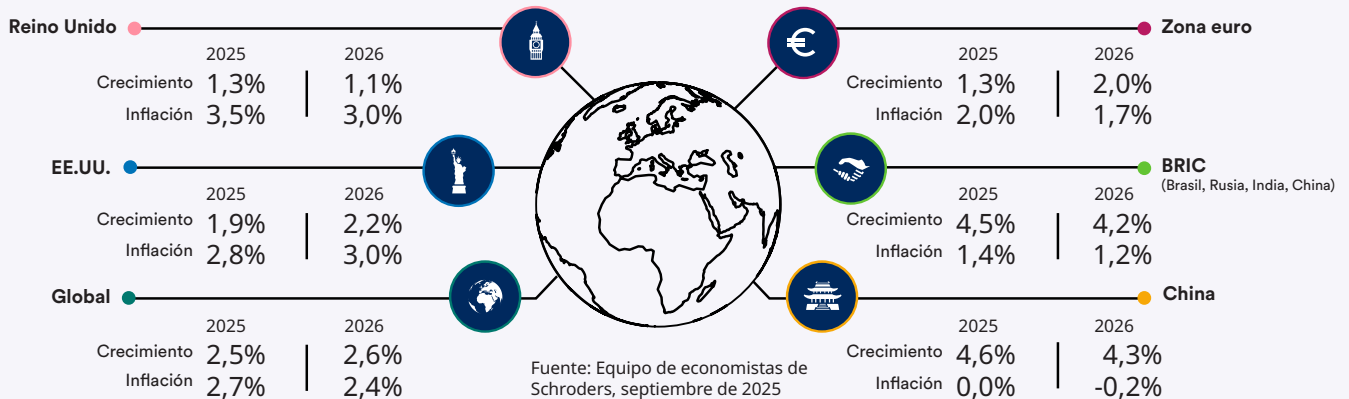 Reino Unido
2025 2026
Crecimiento 1,3% 1,1%
Inflación 3,5% 3,0%
EE.UU.
2025 2026
Crecimiento 1,9% 2,2%
Inflación 2,8% 3,0%
Global
2025 2026
Crecimiento 2,5% 2,6%
Inflación 2,7% 2,4%
€
Zona euro
2025 2026
Crecimiento 1,3% 2,0%
Inflación 2,0% 1,7%
BRIC
(Brasil, Rusia, India, China)
2025 2026
Crecimiento 4,5% 4,2%
Inflación 1,4% 1,2%
China
2025 2026
Crecimiento 4,6% 4,3%
Inflación 0,0% -0,2%
Fuente: Equipo de economistas de
Schroders, septiembre de 2025